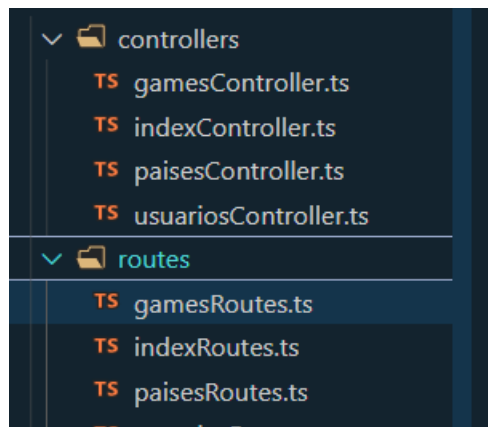 controllers
TS gamesController.ts
TS indexController.ts
TS paisesController.ts
TS usuariosController.ts
routes
TS gamesRoutes.ts
TS indexRoutes.ts
TS paisesRoutes.ts